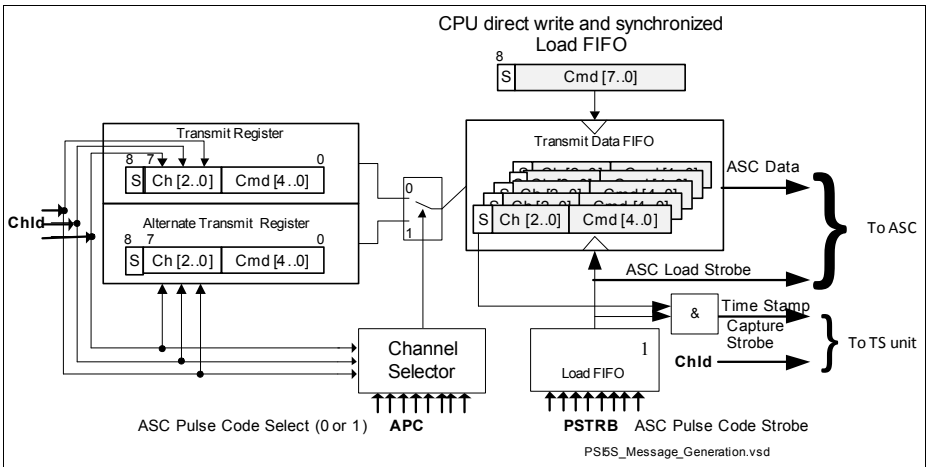 CPU direct write and synchronized
Load FIFO
8
S Cmd [7..0]
Transmit Register
8 7 0
S Ch [2..0] Cmd [4..0]
Alternate Transmit Register
8 7 0
S Ch [2..0] Cmd [4..0]
ChId
0
1
Transmit Data FIFO
S Ch [2..0] Cmd [4..0]
ASC Data
To ASC
ASC Load Strobe
&
Time Stamp
Capture
Strobe
To TS unit
ChId
Channel
Selector
1
Load FIFO
ASC Pulse Code Select (0 or 1) APC
PSTRB ASC Pulse Code Strobe
PSI5S_Message_Generation.vsd